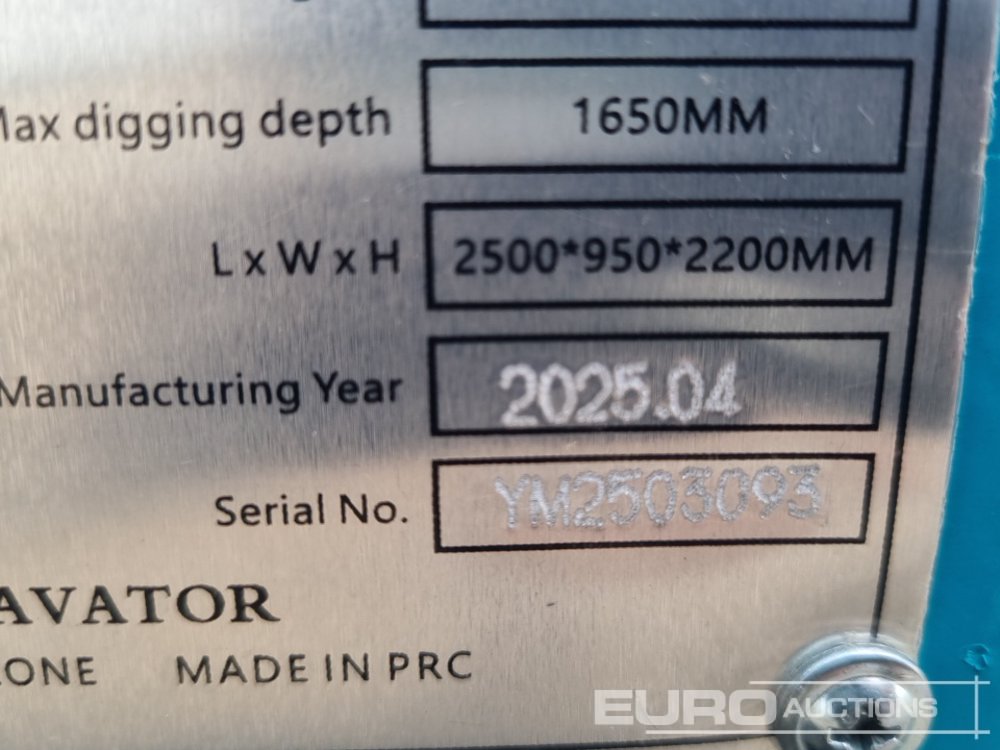 Max digging depth 1650MM
L x W x H 2500*950*2200MM
Manufacturing Year 2025.04
Serial No. YM2503093
AVATOR
ONE MADE IN PRC
EURO AUCTIONS